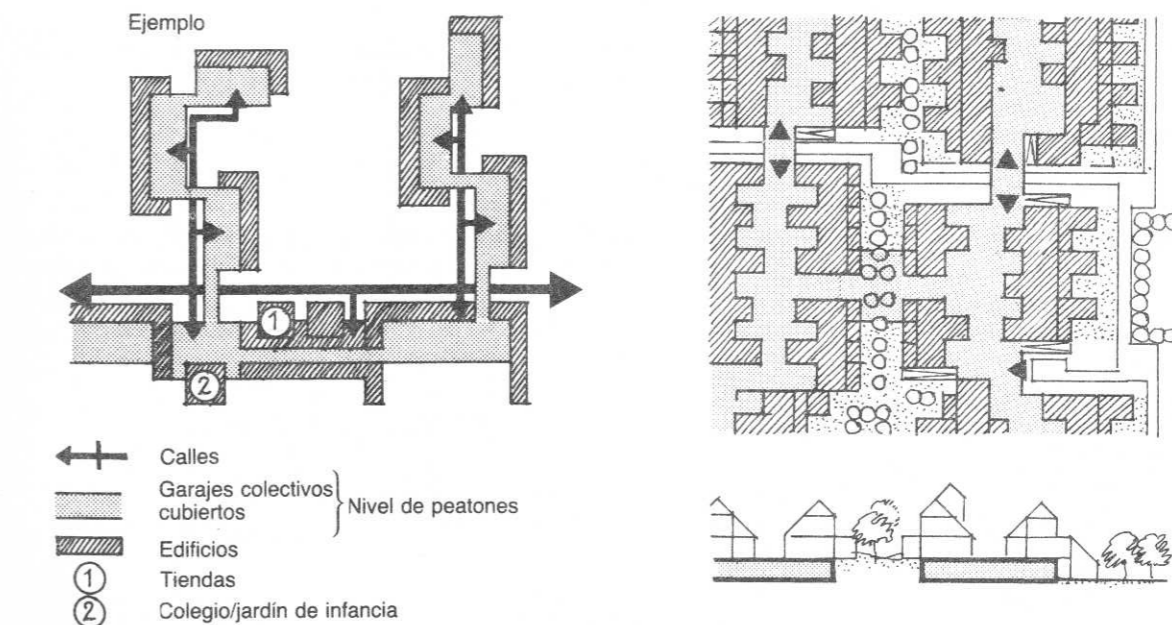 Ejemplo
1
2
Calles
Garajes colectivos
cubiertos
Nivel de peatones
Edificios
1 Tiendas
2 Colegio/jardín de infancia